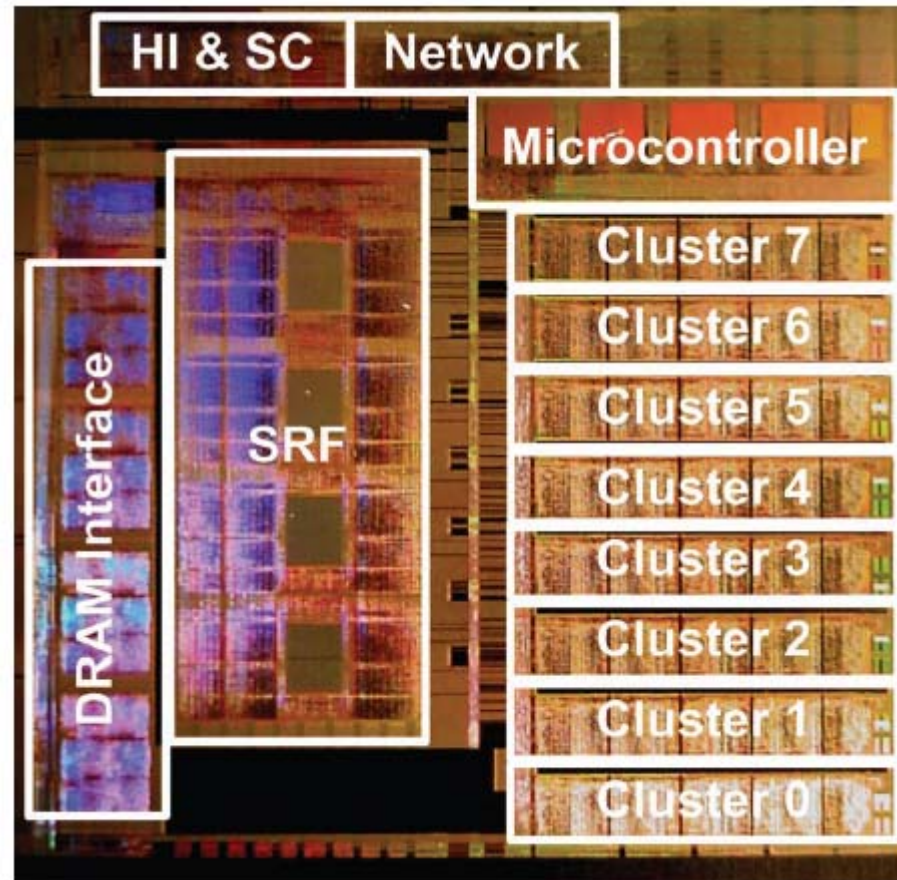 HI & SC
Network
Microcontroller
Cluster 7
Cluster 6
Cluster 5
Cluster 4
Cluster 3
Cluster 2
Cluster 1
Cluster 0
SRF
DRAM Interface